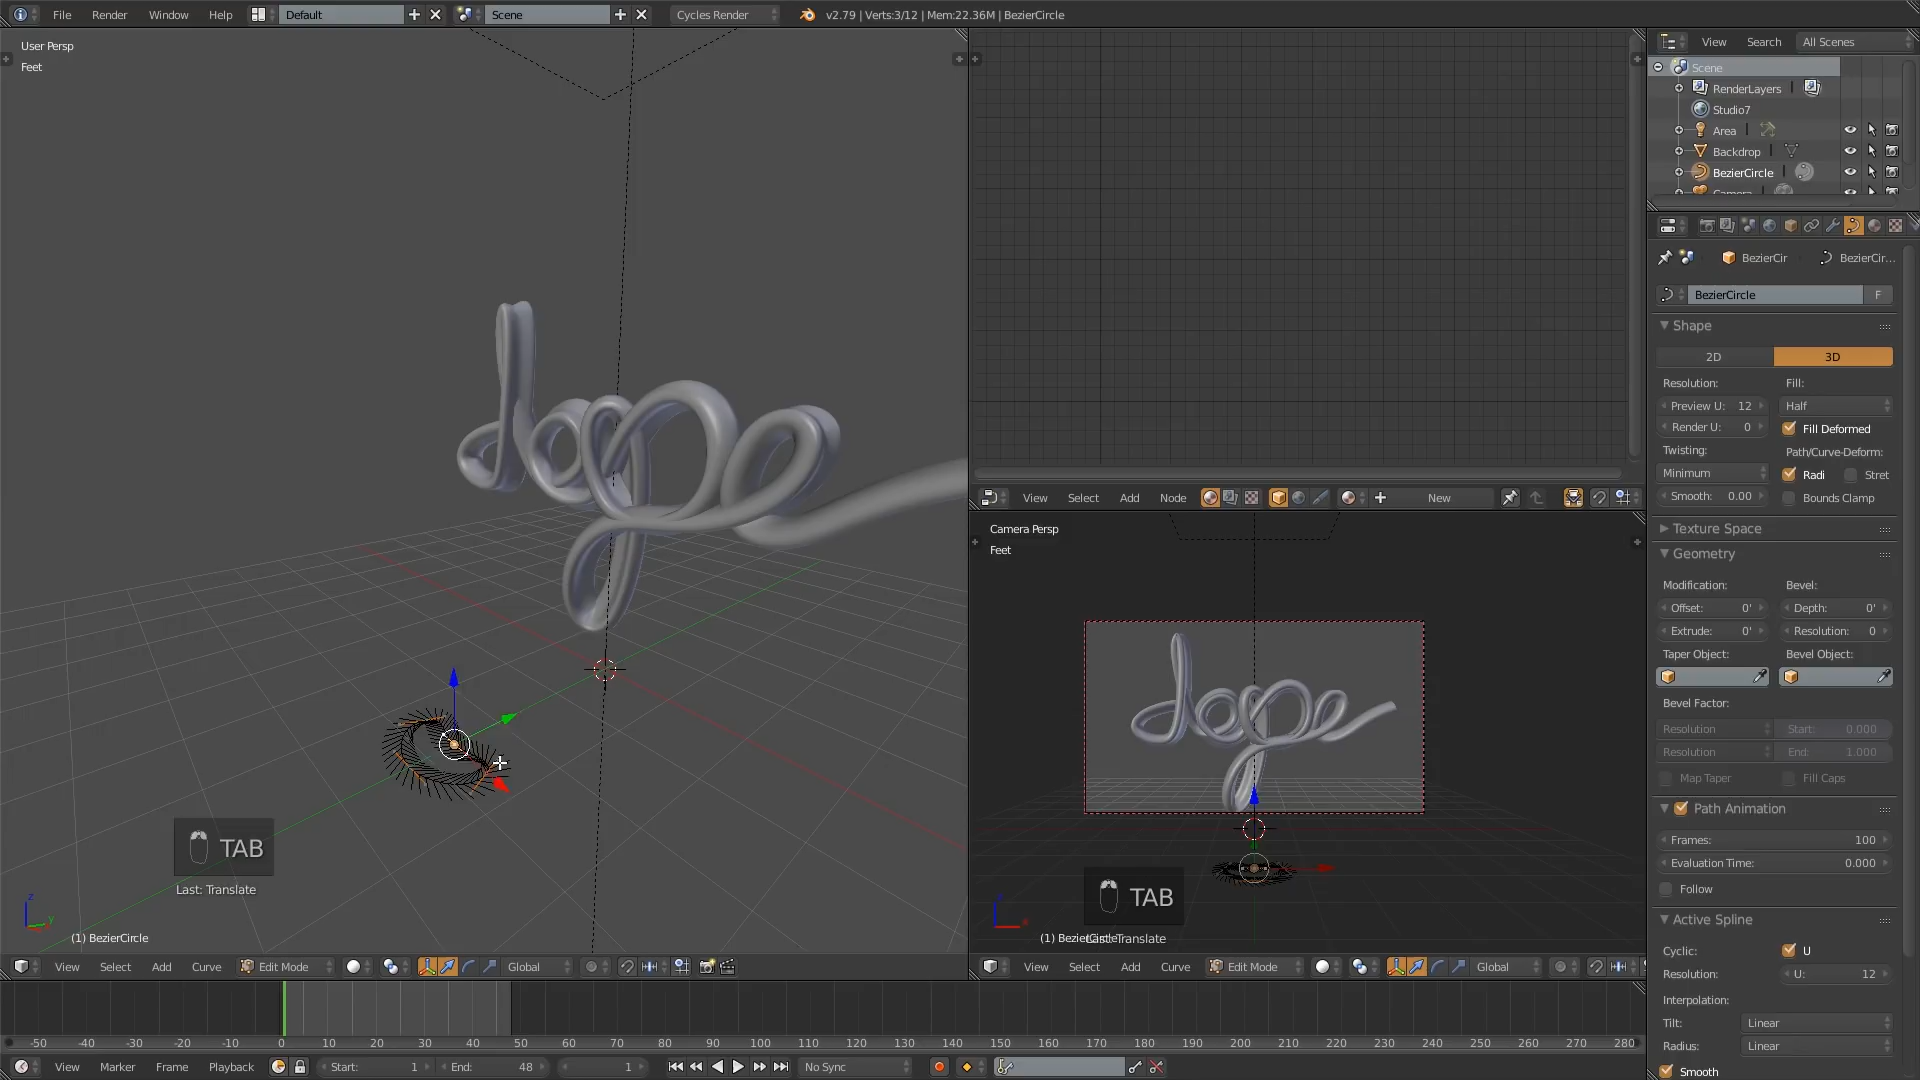 File Render Window Help Default Scene Cycles Render v2.79 | Verts:3/12 | Mem:22.36M | BezierCircle
User Persp
Feet
dope
z
y
TAB
Last: Translate
(1) BezierCircle
View Select Add Curve Edit Mode Global
View Select Add Node New
Camera Persp
Feet
dope
TAB
(1) BezierCircle
Last: Translate
View Select Add Curve Edit Mode Global
-50 -40 -30 -20 -10 0 10 20 30 40 50 60 70 80 90 100 110 120 130 140 150 160 170 180 190 200 210 220 230 240 250 260 270 280
View Marker Frame Playback Start: 1 End: 48 1 No Sync
View Search All Scenes
Scene
RenderLayers
Studio7
Area
Backdrop
BezierCircle
Camera
BezierCir BezierCir...
BezierCircle F
Shape
2D 3D
Resolution: Fill:
Preview U: 12 Half
Render U: 0 Fill Deformed
Twisting: Path/Curve-Deform:
Minimum Radi Stret
Smooth: 0.00 Bounds Clamp
Texture Space
Geometry
Modification: Bevel:
Offset: 0' Depth: 0'
Extrude: 0' Resolution: 0
Taper Object: Bevel Object:
Bevel Factor:
Resolution Start: 0.000
Resolution End: 1.000
Map Taper Fill Caps
Path Animation
Frames: 100
Evaluation Time: 0.000
Follow
Active Spline
Cyclic: U
Resolution: U: 12
Interpolation:
Tilt: Linear
Radius: Linear
Smooth